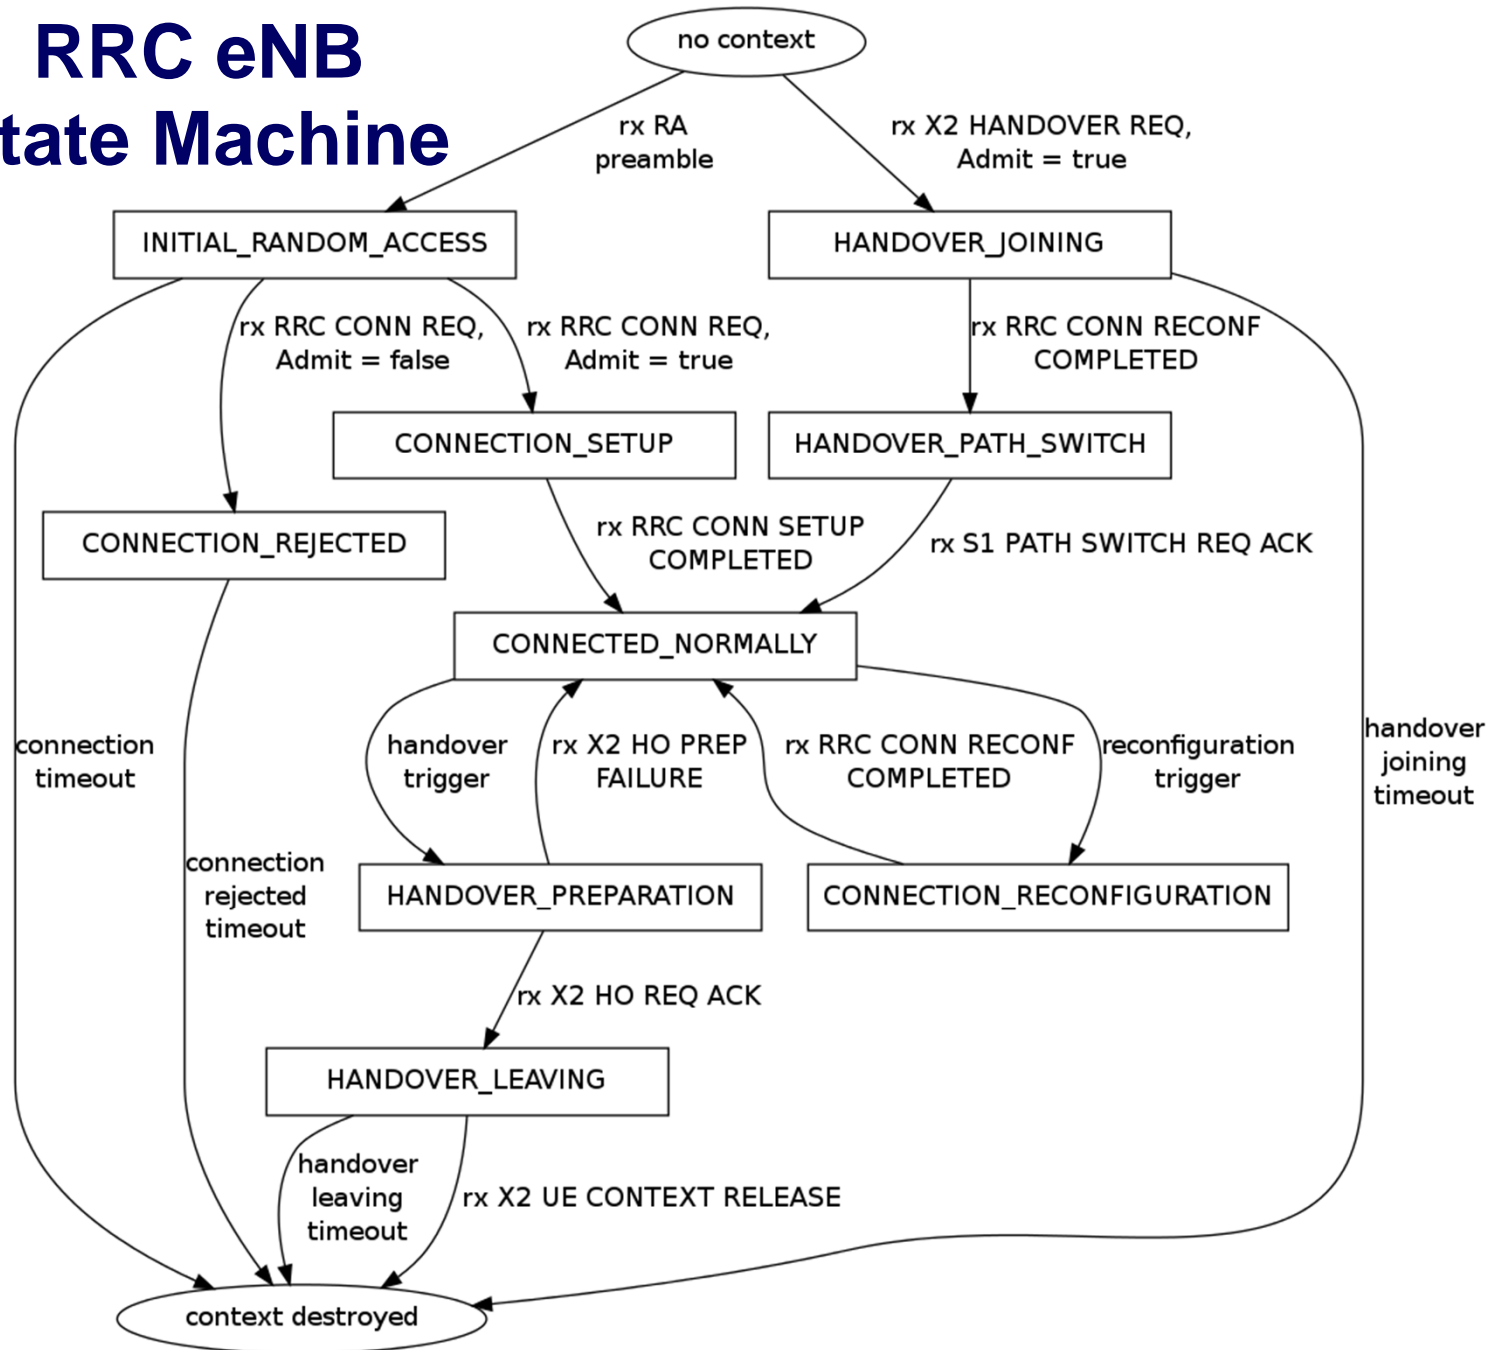 RRC eNB
tate Machine
no context
rx RA
preamble
rx X2 HANDOVER REQ,
Admit = true
INITIAL_RANDOM_ACCESS
HANDOVER_JOINING
rx RRC CONN REQ,
Admit = false
rx RRC CONN REQ,
Admit = true
rx RRC CONN RECONF
COMPLETED
CONNECTION_SETUP
HANDOVER_PATH_SWITCH
CONNECTION_REJECTED
rx RRC CONN SETUP
COMPLETED
rx S1 PATH SWITCH REQ ACK
CONNECTED_NORMALLY
connection
timeout
handover
trigger
rx X2 HO PREP
FAILURE
rx RRC CONN RECONF
COMPLETED
reconfiguration
trigger
handover
joining
timeout
connection
rejected
timeout
HANDOVER_PREPARATION
CONNECTION_RECONFIGURATION
rx X2 HO REQ ACK
HANDOVER_LEAVING
handover
leaving
timeout
rx X2 UE CONTEXT RELEASE
context destroyed